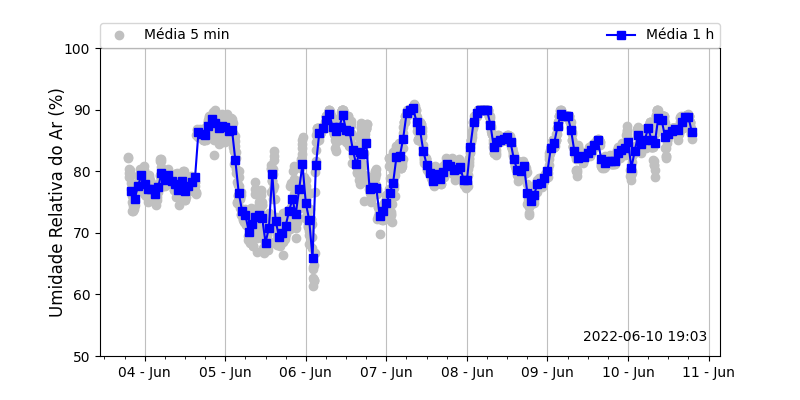 Média 5 min
Média 1 h
Umidade Relativa do Ar (%)
100
90
80
70
60
50
2022-06-10 19:03
04 - Jun
05 - Jun
06 - Jun
07 - Jun
08 - Jun
09 - Jun
10 - Jun
11 - Jun